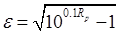 ε = √(10^{0.1R_p} − 1)